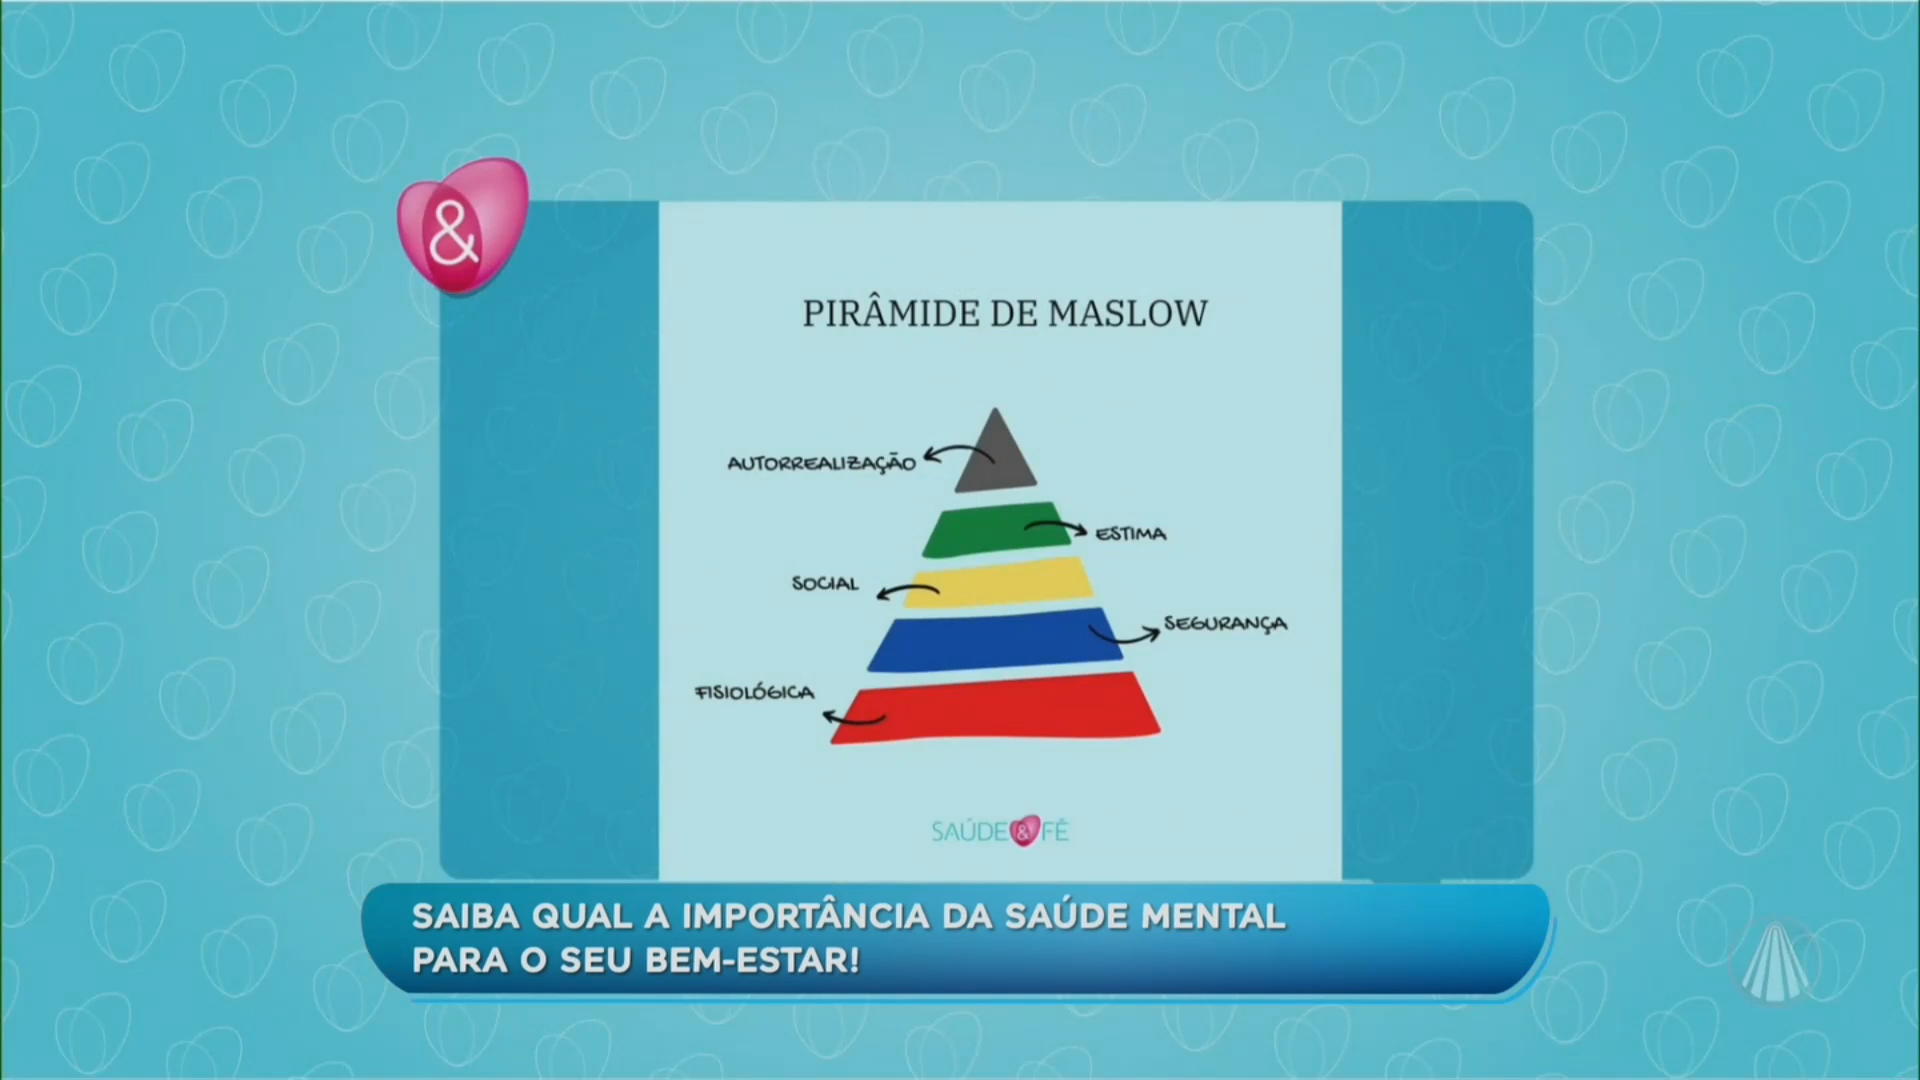 &
PIRÂMIDE DE MASLOW
AUTORREALIZAÇÃO
ESTIMA
SOCIAL
SEGURANÇA
FISIOLÓGICA
SAÚDE&FÉ
SAIBA QUAL A IMPORTÂNCIA DA SAÚDE MENTAL
PARA O SEU BEM-ESTAR!